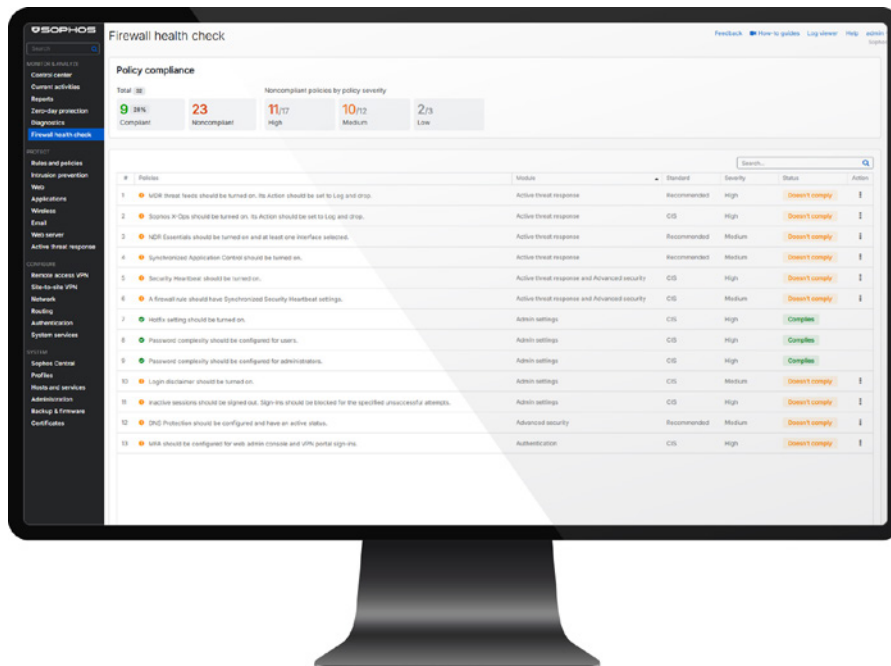 SOPHOS
Search
MONITOR & ANALYZE
Control center
Current activities
Reports
Zero-day protection
Diagnostics
Firewall health check
PROTECT
Rules and policies
Intrusion prevention
Web
Applications
Wireless
Email
Web server
Active threat response
CONFIGURE
Remote access VPN
Site-to-site VPN
Network
Routing
Authentication
System services
SYSTEM
Sophos Central
Profiles
Hosts and services
Administration
Backup & firmware
Certificates
Firewall health check
Feedback How-to guides Log viewer Help admin
Sophos
Policy compliance
Total 32 Noncompliant policies by policy severity
9 28% 23 11/17 10/12 2/3
Compliant Noncompliant High Medium Low
Search...
# Policies Module Standard Severity Status Action
1 MDR threat feeds should be turned on. Its Action should be set to Log and drop. Active threat response Recommended High Doesn't comply
2 Sophos X-Ops should be turned on. Its Action should be set to Log and drop. Active threat response CIS High Doesn't comply
3 NDR Essentials should be turned on and at least one interface selected. Active threat response Recommended Medium Doesn't comply
4 Synchronized Application Control should be turned on. Active threat response Recommended Medium Doesn't comply
5 Security Heartbeat should be turned on. Active threat response and Advanced security CIS High Doesn't comply
6 A firewall rule should have Synchronized Security Heartbeat settings. Active threat response and Advanced security CIS Medium Doesn't comply
7 Hotfix setting should be turned on. Admin settings CIS High Complies
8 Password complexity should be configured for users. Admin settings CIS High Complies
9 Password complexity should be configured for administrators. Admin settings CIS High Complies
10 Login disclaimer should be turned on. Admin settings CIS Medium Doesn't comply
11 Inactive sessions should be signed out. Sign-ins should be blocked for the specified unsuccessful attempts. Admin settings CIS High Doesn't comply
12 DNS Protection should be configured and have an active status. Advanced security Recommended Medium Doesn't comply
13 MFA should be configured for web admin console and VPN portal sign-ins. Authentication CIS High Doesn't comply